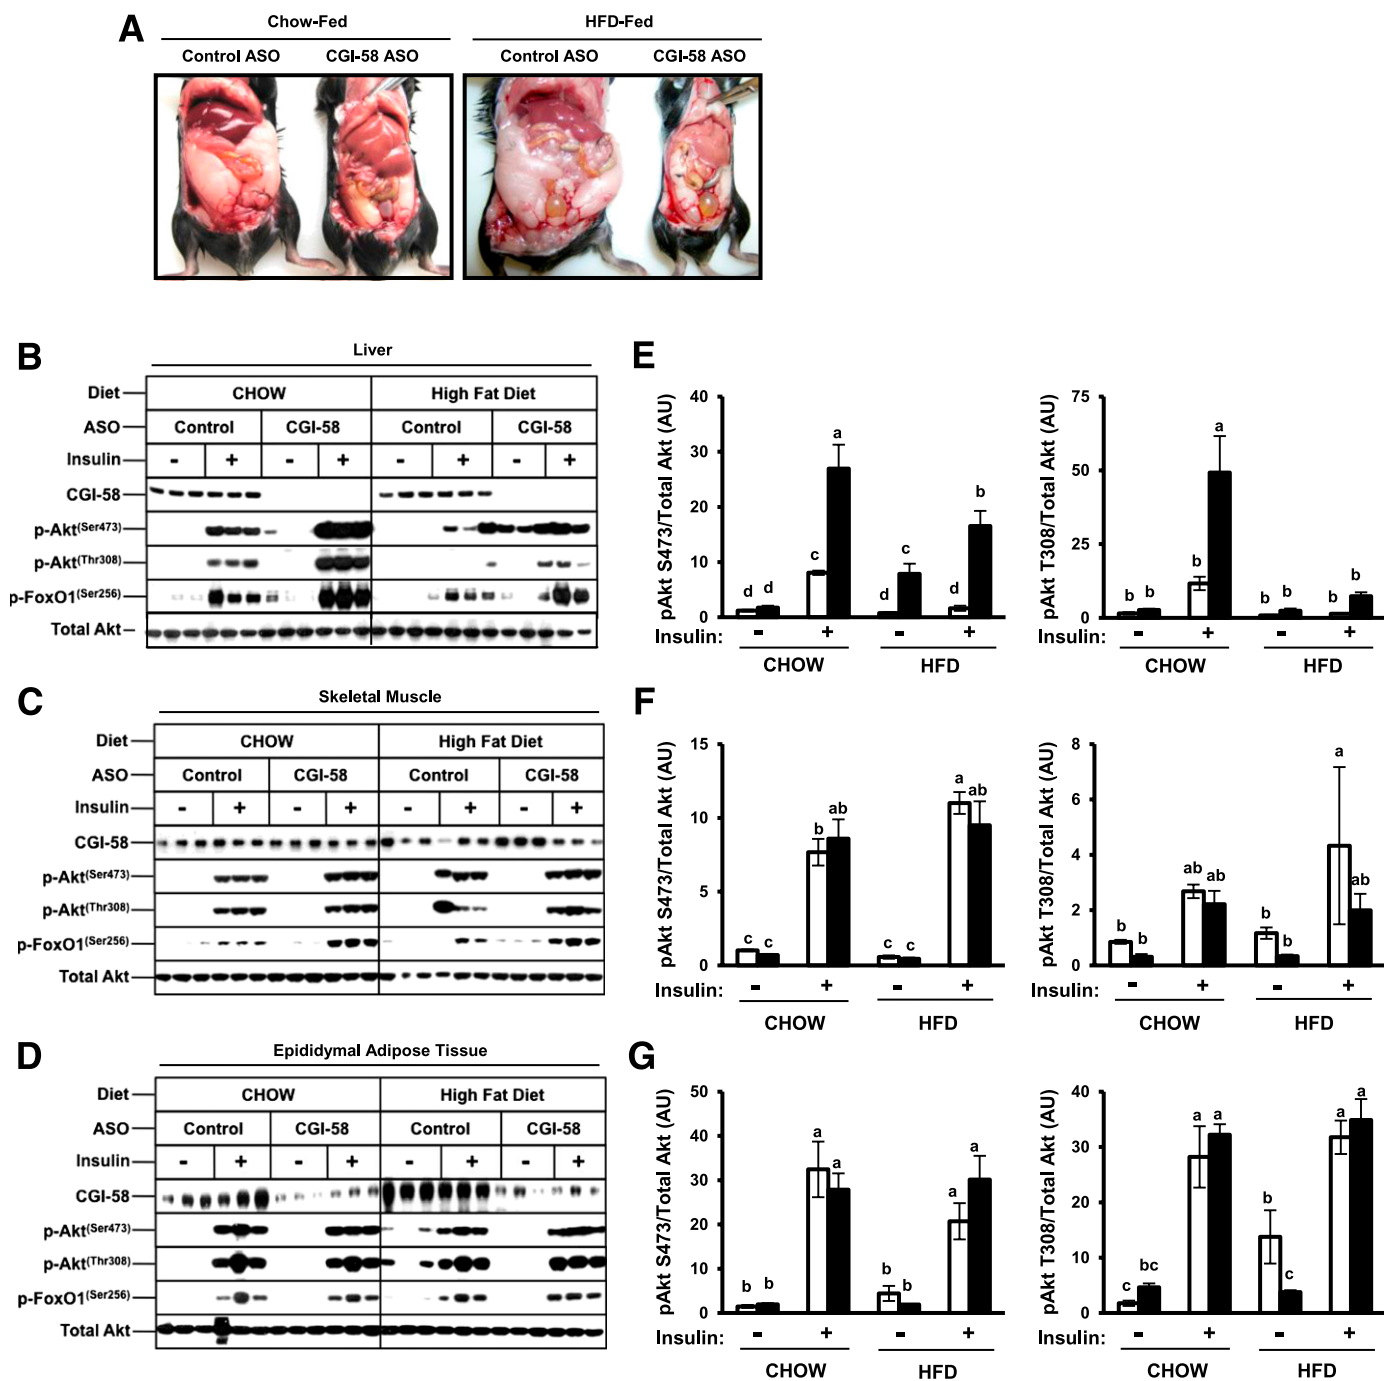 A
Chow-Fed
HFD-Fed
Control ASO
CGI-58 ASO
Control ASO
CGI-58 ASO
B
Liver
Diet
CHOW
High Fat Diet
ASO
Control
CGI-58
Control
CGI-58
Insulin
- + - + - + - +
CGI-58
p-Akt(Ser473)
p-Akt(Thr308)
p-FoxO1(Ser256)
Total Akt
E
pAkt S473/Total Akt (AU)
40
30
20
10
0
d d c a d c d b
Insulin: - + - +
CHOW HFD
pAkt T308/Total Akt (AU)
75
50
25
0
b b b a b b b b
Insulin: - + - +
CHOW HFD
C
Skeletal Muscle
Diet
CHOW
High Fat Diet
ASO
Control
CGI-58
Control
CGI-58
Insulin
- + - + - + - +
CGI-58
p-Akt(Ser473)
p-Akt(Thr308)
p-FoxO1(Ser256)
Total Akt
F
pAkt S473/Total Akt (AU)
15
10
5
0
c c b ab c c a ab
Insulin: - + - +
CHOW HFD
pAkt T308/Total Akt (AU)
8
6
4
2
0
b b ab ab b b a ab
Insulin: - + - +
CHOW HFD
D
Epididymal Adipose Tissue
Diet
CHOW
High Fat Diet
ASO
Control
CGI-58
Control
CGI-58
Insulin
- + - + - + - +
CGI-58
p-Akt(Ser473)
p-Akt(Thr308)
p-FoxO1(Ser256)
Total Akt
G
pAkt S473/Total Akt (AU)
50
40
30
20
10
0
b b a a b b a a
Insulin: - + - +
CHOW HFD
pAkt T308/Total Akt (AU)
40
30
20
10
0
c bc a a b c a a
Insulin: - + - +
CHOW HFD